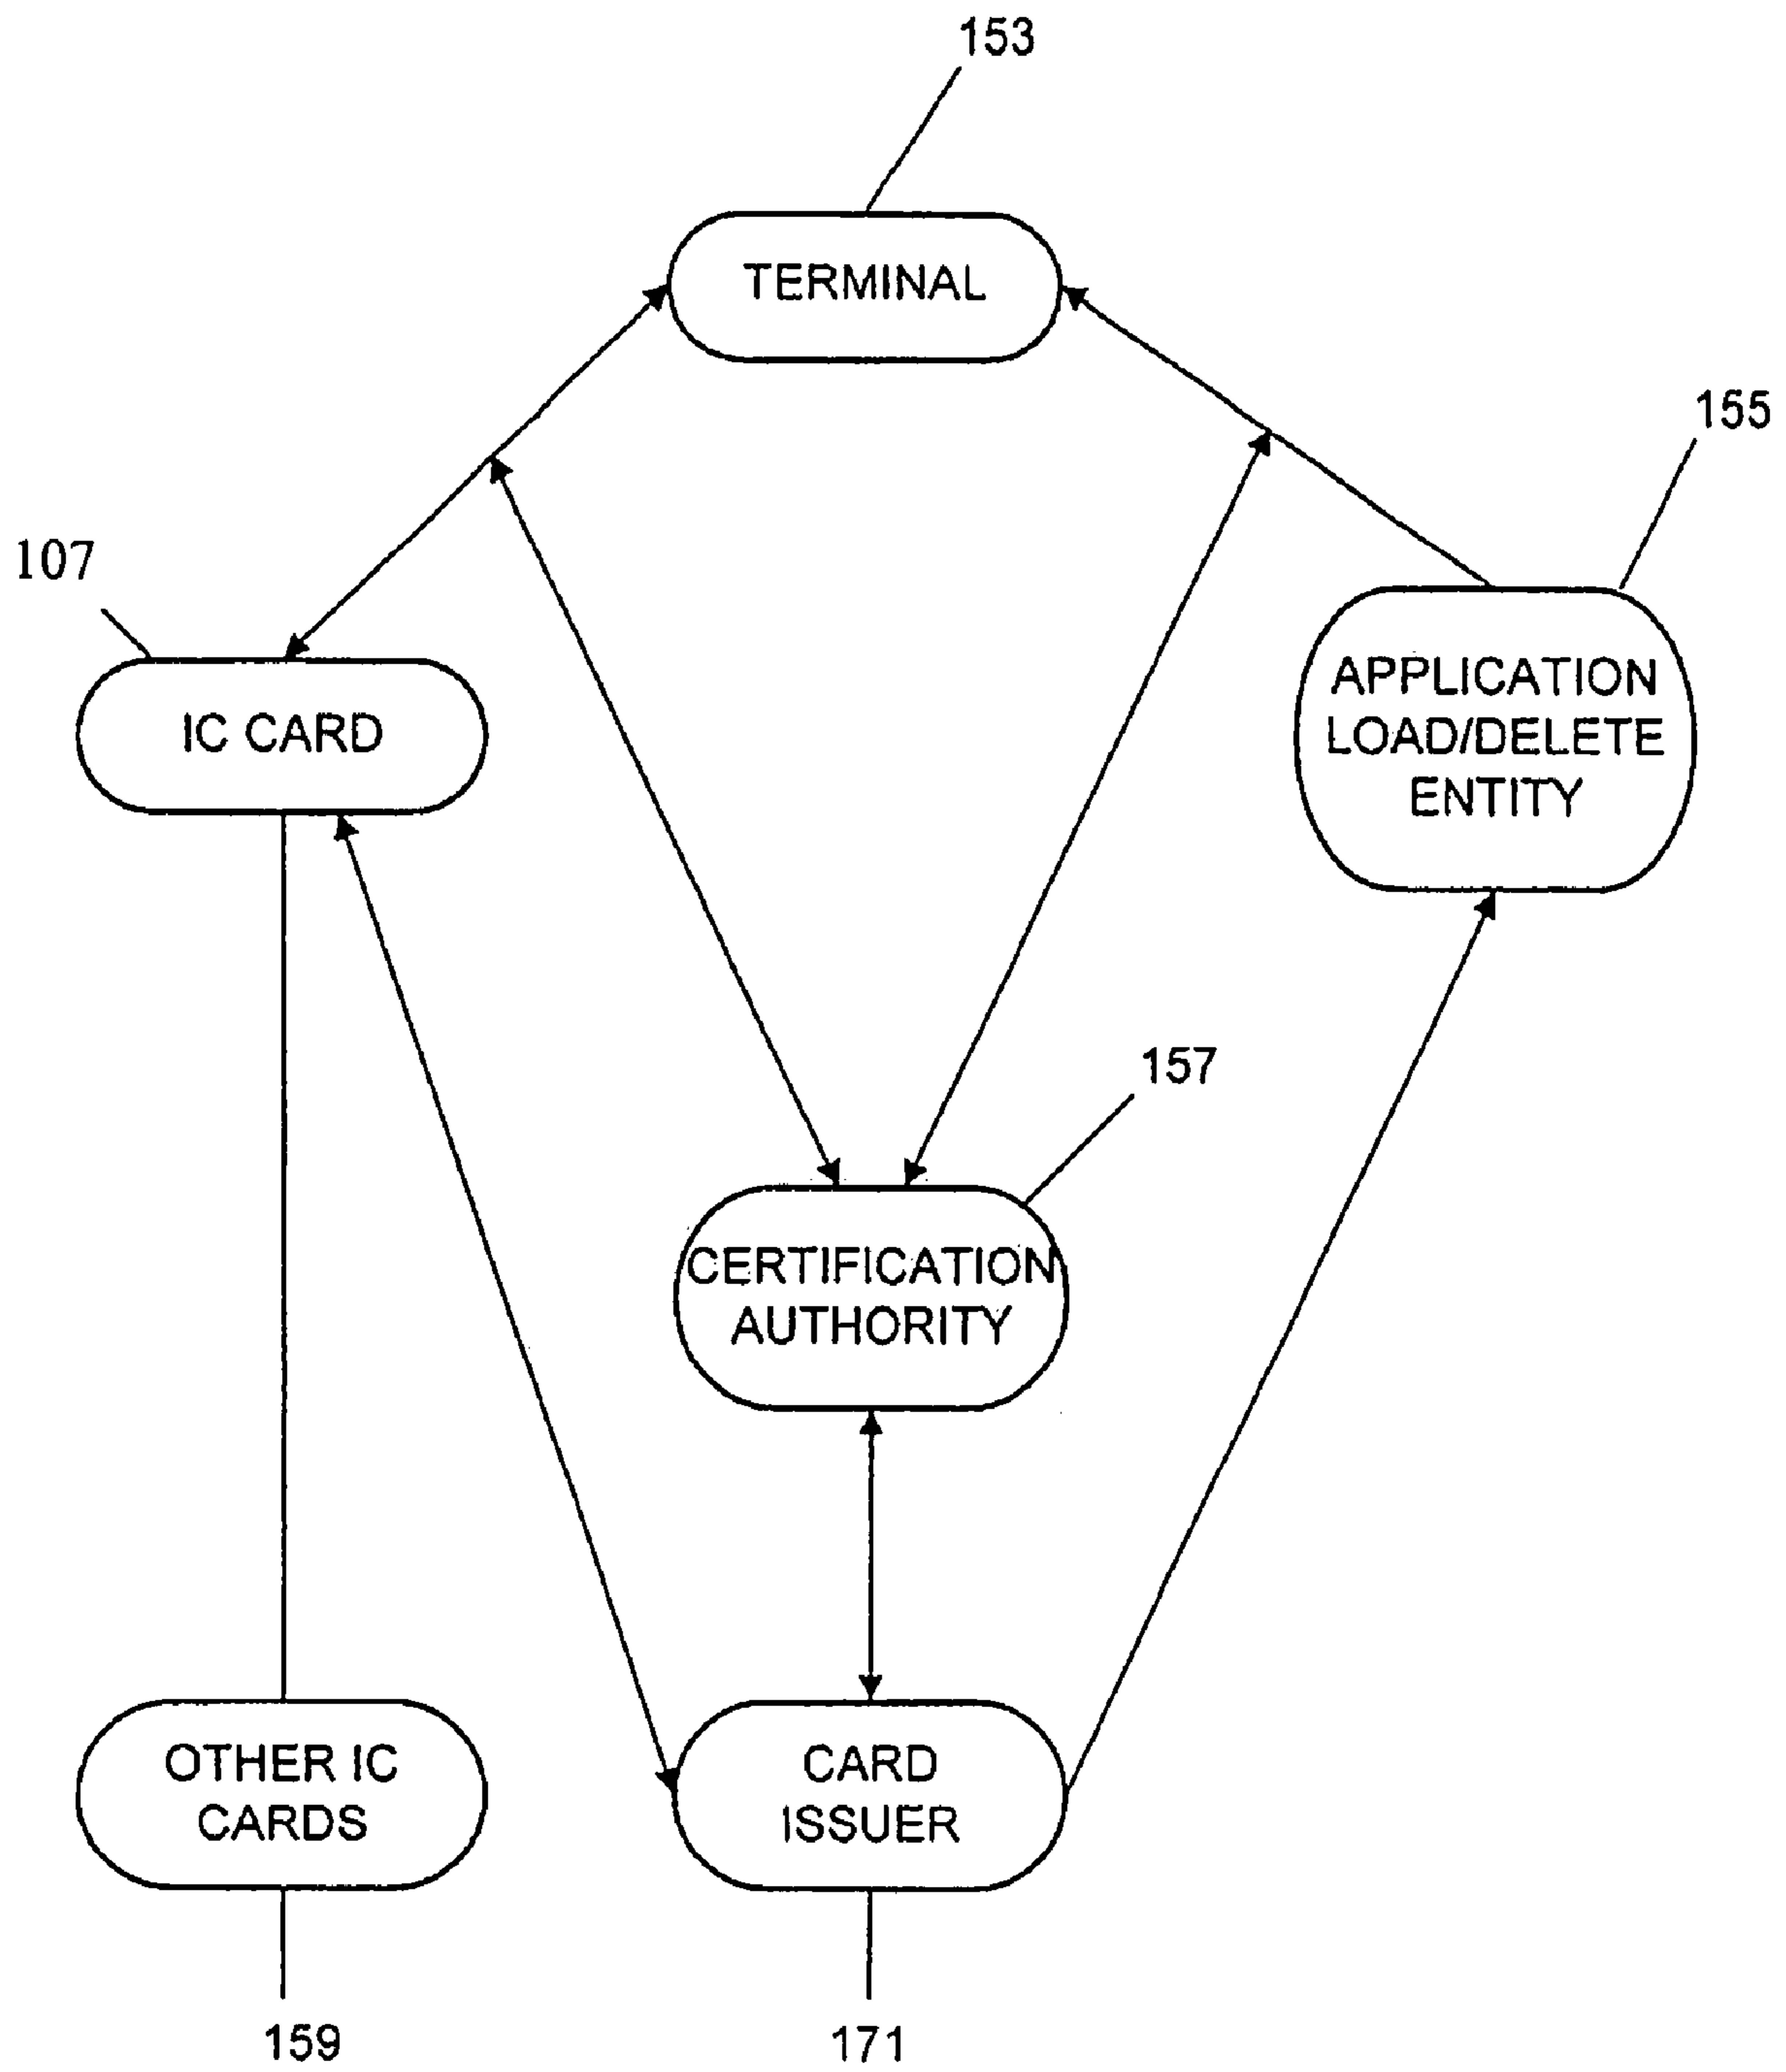 153
TERMINAL
155
107
IC CARD
APPLICATION
LOAD/DELETE
ENTITY
157
CERTIFICATION
AUTHORITY
OTHER IC
CARDS
CARD
ISSUER
159
171